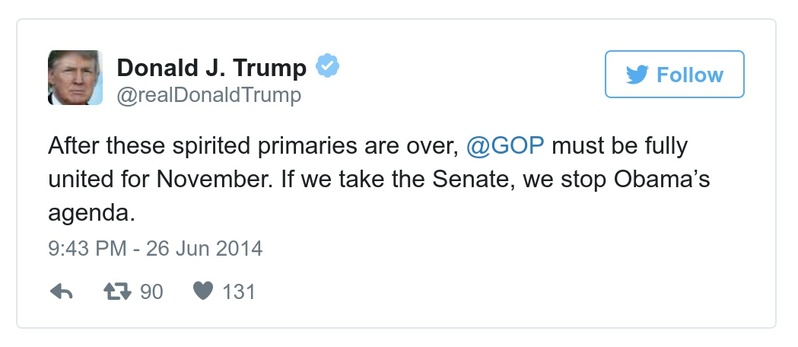 Donald J. Trump
@realDonaldTrump
Follow
After these spirited primaries are over, @GOP must be fully
united for November. If we take the Senate, we stop Obama’s
agenda.
9:43 PM - 26 Jun 2014
90 131